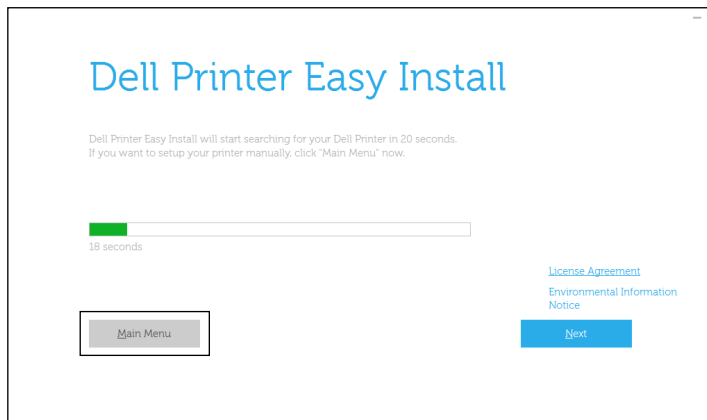 Dell Printer Easy Install
Dell Printer Easy Install will start searching for your Dell Printer in 20 seconds.
If you want to setup your printer manually, click "Main Menu" now.
18 seconds
License Agreement
Environmental Information
Notice
Main Menu
Next